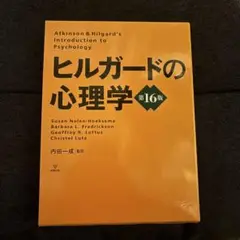 Atkinson & Hilgard's
Introduction to
Psychology
ヒルガードの
心理学
第16版
Susan Nolen-Hoeksema
Barbara L. Fredrickson
Geoffrey R. Loftus
Christel Lutz
内田一成 監訳